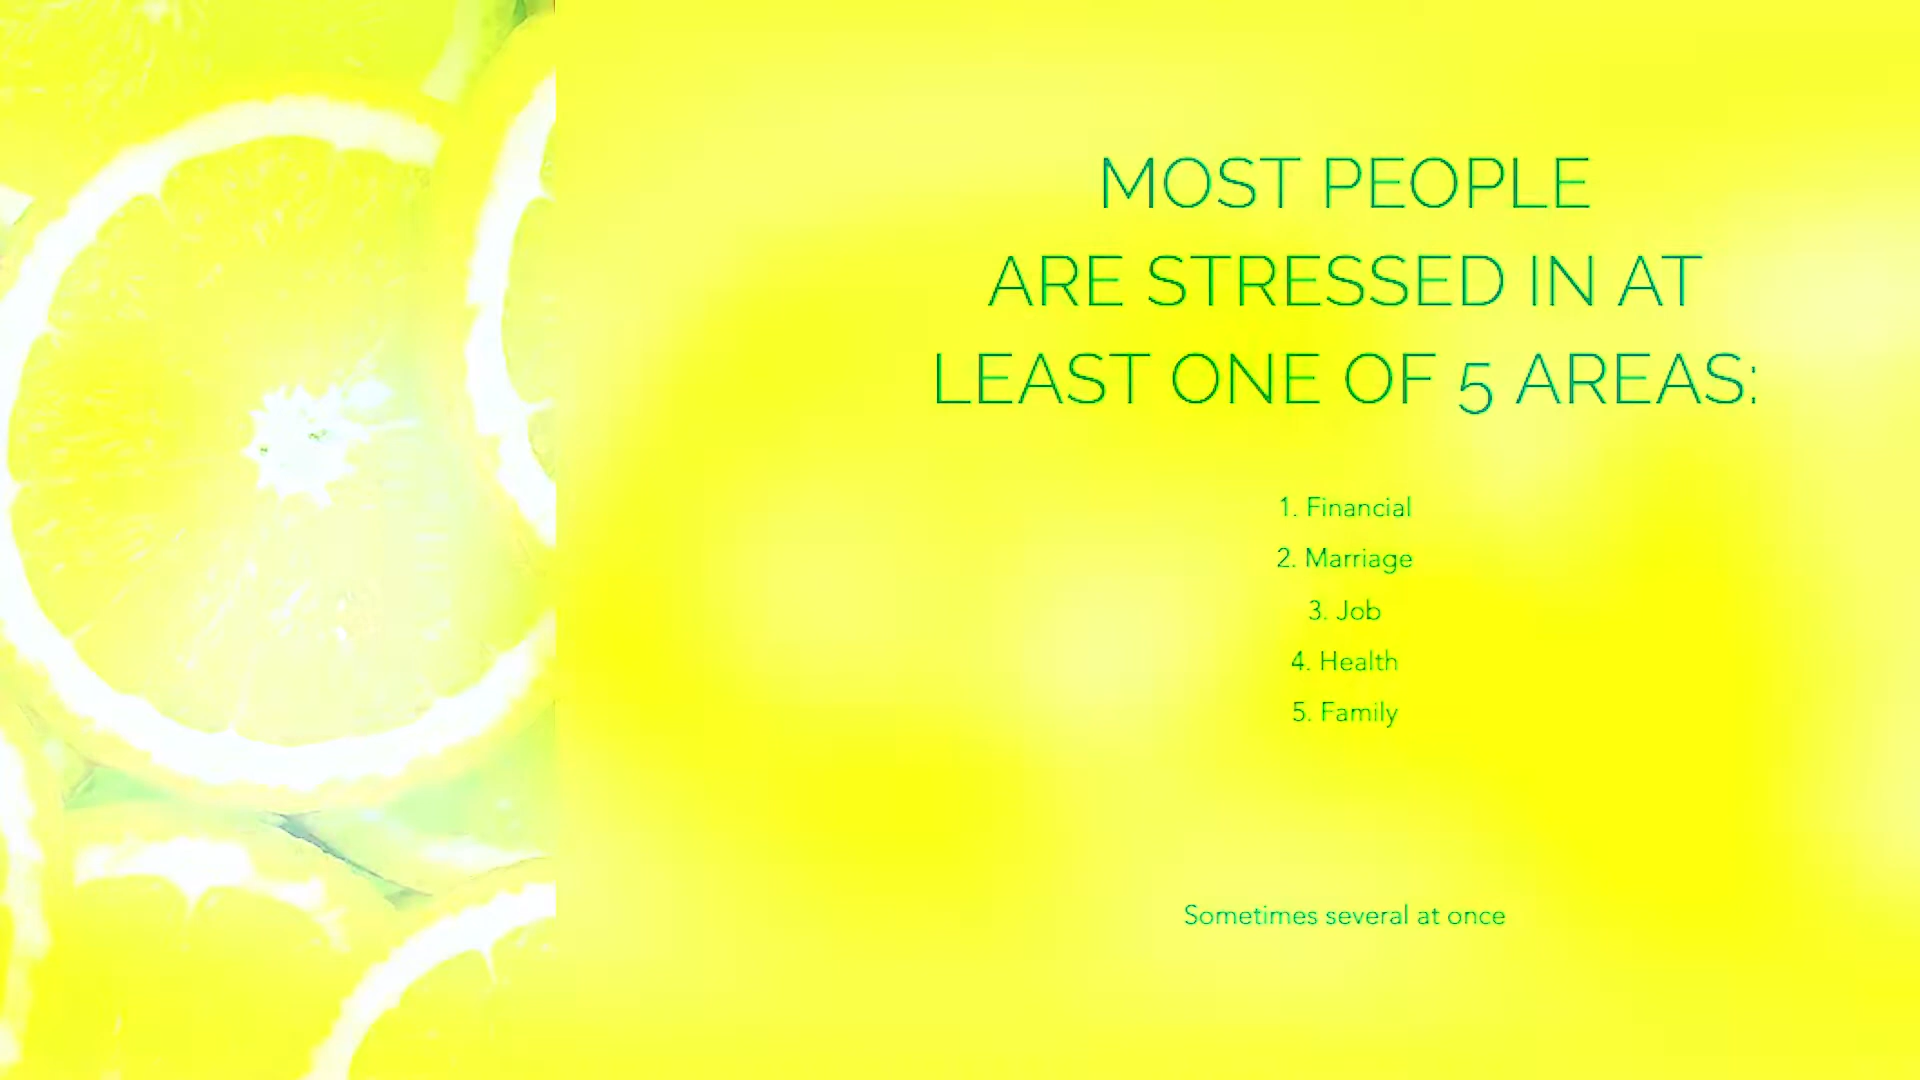 MOST PEOPLE
ARE STRESSED IN AT
LEAST ONE OF 5 AREAS:
1. Financial
2. Marriage
3. Job
4. Health
5. Family
Sometimes several at once